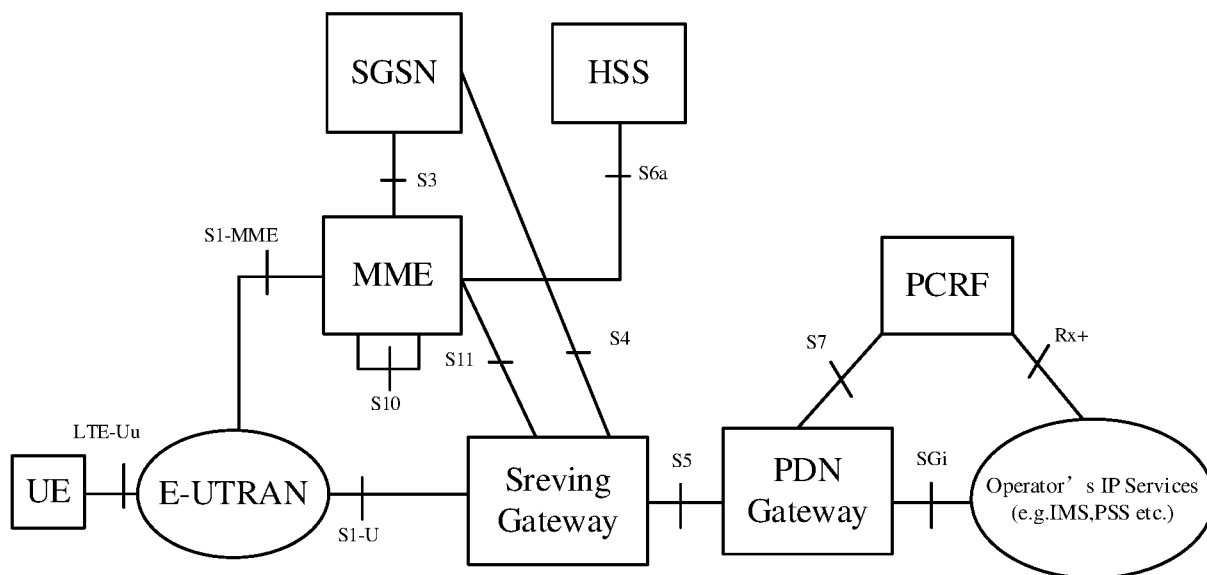 SGSN
HSS
S3
S6a
S1-MME
MME
PCRF
S11
S4
S7
Rx+
S10
LTE-Uu
UE
E-UTRAN
S1-U
Sreving
Gateway
S5
PDN
Gateway
SGi
Operator’s IP Services
(e.g.IMS,PSS etc.)